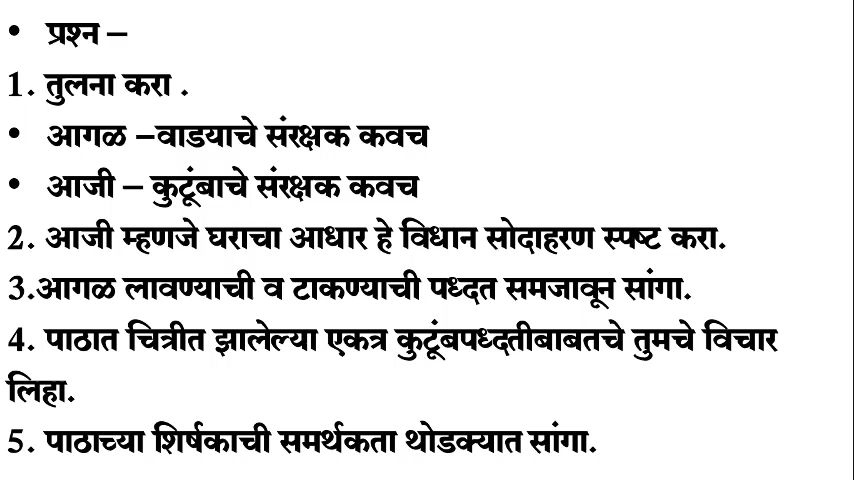 • प्रश्न –
1. तुलना करा .
• आगळ –वाडयाचे संरक्षक कवच
• आजी – कुटूंबाचे संरक्षक कवच
2. आजी म्हणजे घराचा आधार हे विधान सोदाहरण स्पष्ट करा.
3.आगळ लावण्याची व टाकण्याची पध्दत समजावून सांगा.
4. पाठात चित्रीत झालेल्या एकत्र कुटूंबपध्दतीबाबतचे तुमचे विचार
लिहा.
5. पाठाच्या शिर्षकाची समर्थकता थोडक्यात सांगा.